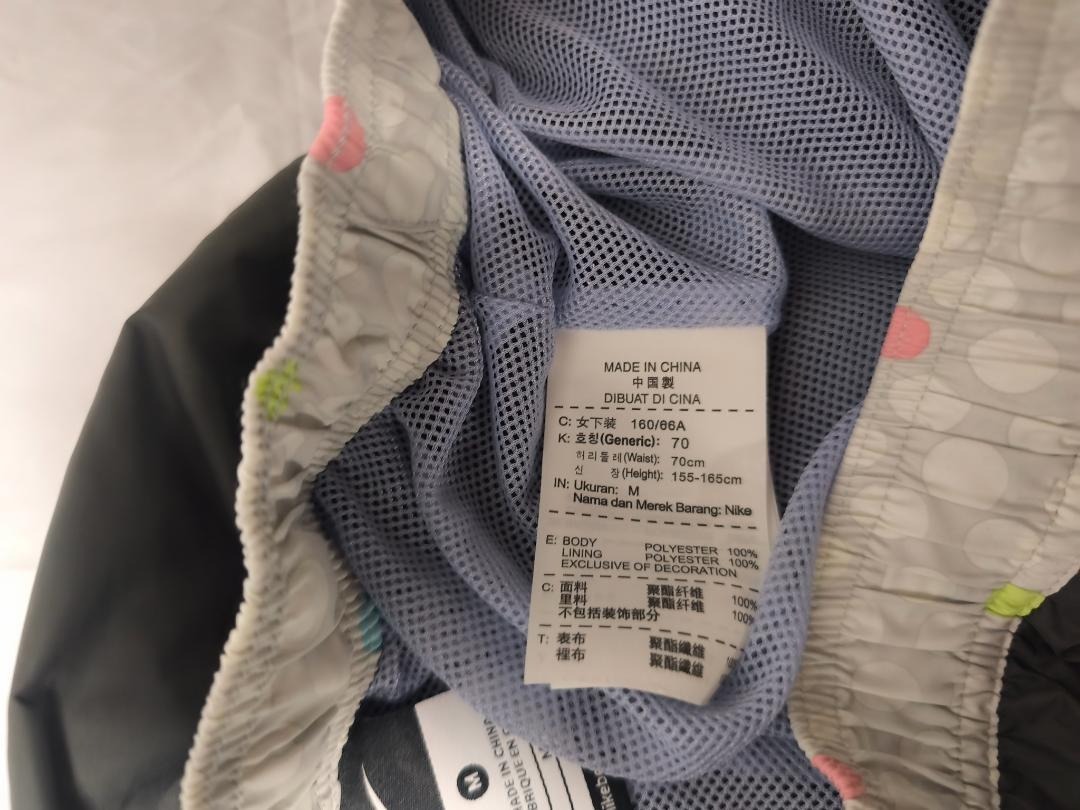 MADE IN CHINA
中国製
DIBUAT DI CINA
C: 女下装 160/66A
K: 호칭(Generic): 70
허리둘레(Waist): 70cm
신 장(Height): 155-165cm
IN: Ukuran: M
Nama dan Merek Barang: Nike
E: BODY POLYESTER 100%
LINING POLYESTER 100%
EXCLUSIVE OF DECORATION
C: 面料 聚酯纤维 100%
里料 聚酯纤维 100%
不包括装饰部分
T: 表布 聚酯纖維
裡布 聚酯纖維
M
MADE IN CHINA